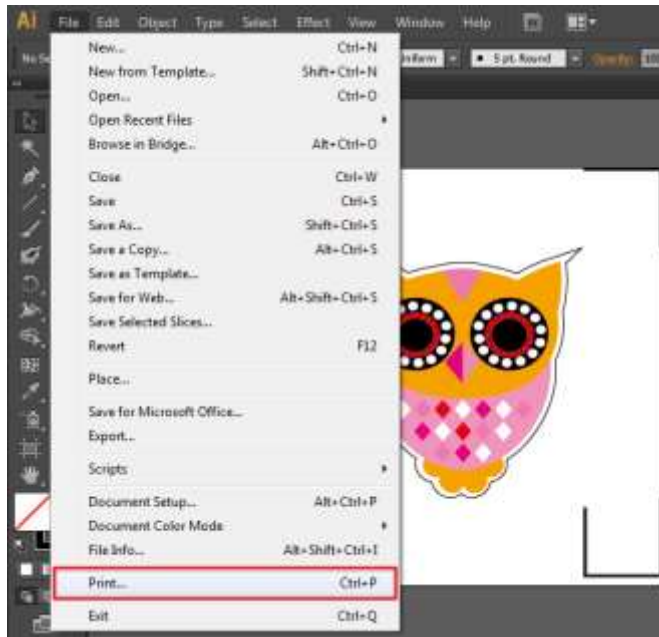 Ai File Edit Object Type Select Effect View Window Help
Uniform 5 pt. Round Opacity: 100
New... Ctrl+N
New from Template... Shift+Ctrl+N
Open... Ctrl+O
Open Recent Files
Browse in Bridge... Alt+Ctrl+O
Close Ctrl+W
Save Ctrl+S
Save As... Shift+Ctrl+S
Save a Copy... Alt+Ctrl+S
Save as Template...
Save for Web... Alt+Shift+Ctrl+S
Save Selected Slices...
Revert F12
Place...
Save for Microsoft Office...
Export...
Scripts
Document Setup... Alt+Ctrl+P
Document Color Mode
File Info... Alt+Shift+Ctrl+I
Print... Ctrl+P
Exit Ctrl+Q